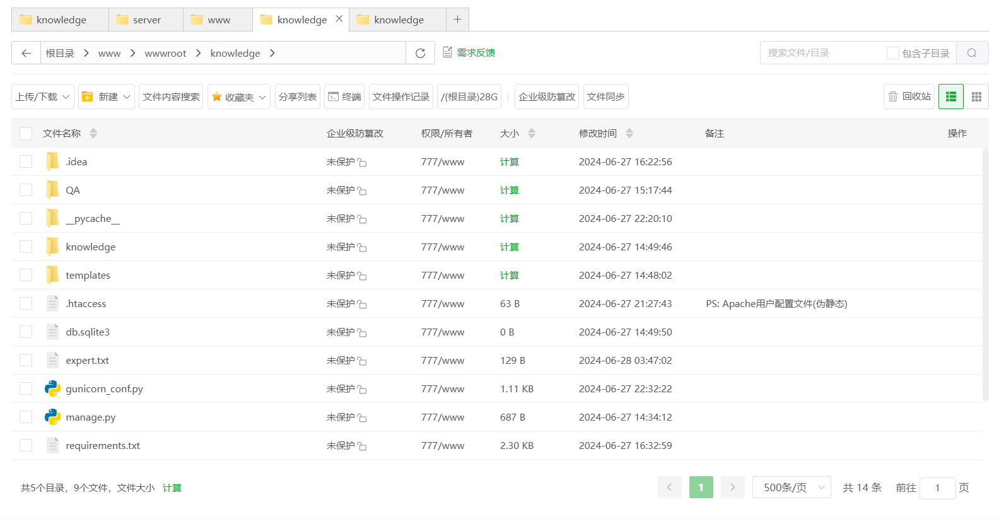 knowledge server www knowledge knowledge
根目录 www wwwroot knowledge 需求反馈 搜索文件/目录 包含子目录
上传/下载 新建 文件内容搜索 收藏夹 分享列表 终端 文件操作记录 /(根目录)28G 企业级防篡改 文件同步 回收站
文件名称 企业级防篡改 权限/所有者 大小 修改时间 备注 操作
.idea 未保护 777/www 计算 2024-06-27 16:22:56
QA 未保护 777/www 计算 2024-06-27 15:17:44
__pycache__ 未保护 777/www 计算 2024-06-27 22:20:10
knowledge 未保护 777/www 计算 2024-06-27 14:49:46
templates 未保护 777/www 计算 2024-06-27 14:48:02
.htaccess 未保护 777/www 63 B 2024-06-27 21:27:43 PS: Apache用户配置文件(伪静态)
db.sqlite3 未保护 777/www 0 B 2024-06-27 14:49:50
expert.txt 未保护 777/www 129 B 2024-06-28 03:47:02
gunicorn_conf.py 未保护 777/www 1.11 KB 2024-06-27 22:32:22
manage.py 未保护 777/www 687 B 2024-06-27 14:34:12
requirements.txt 未保护 777/www 2.30 KB 2024-06-27 16:32:59
共5个目录，9个文件，文件大小 计算 1 500条/页 共 14 条 前往 1 页